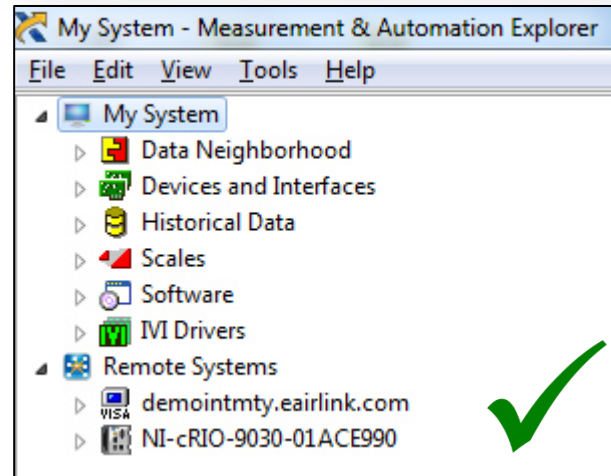 My System - Measurement & Automation Explorer
File Edit View Tools Help
My System
Data Neighborhood
Devices and Interfaces
Historical Data
Scales
Software
IVI Drivers
Remote Systems
VISA demointmty.eairlink.com
NI-cRIO-9030-01ACE990